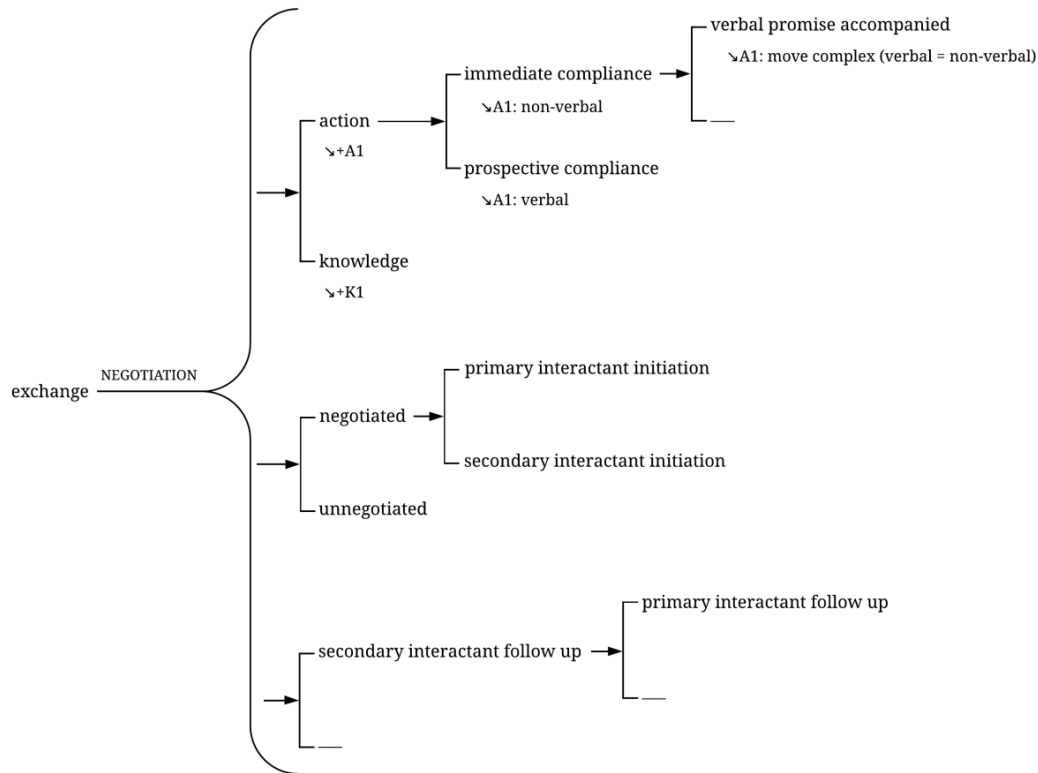 verbal promise accompanied
↘A1: move complex (verbal = non-verbal)
immediate compliance
↘A1: non-verbal
action
↘+A1
prospective compliance
↘A1: verbal
knowledge
↘+K1
exchange
NEGOTIATION
primary interactant initiation
negotiated
secondary interactant initiation
unnegotiated
primary interactant follow up
secondary interactant follow up